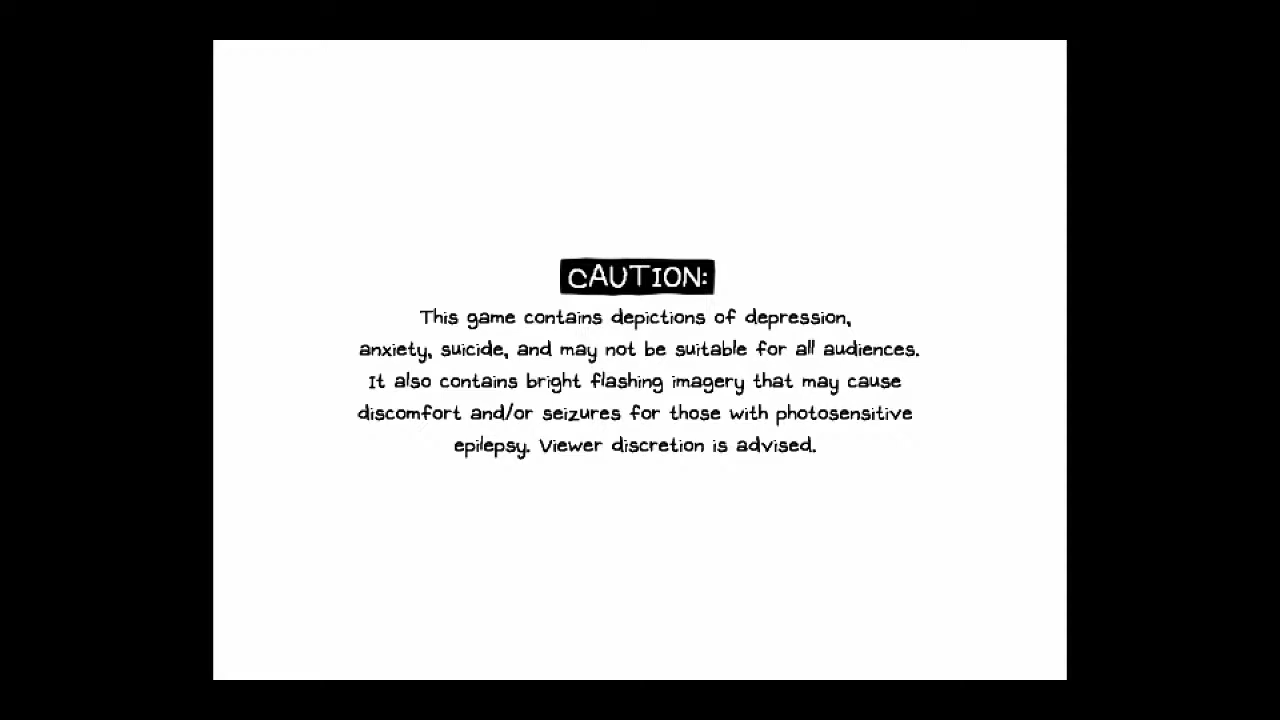 CAUTION:
This game contains depictions of depression,
anxiety, suicide, and may not be suitable for all audiences.
It also contains bright flashing imagery that may cause
discomfort and/or seizures for those with photosensitive
epilepsy. Viewer discretion is advised.